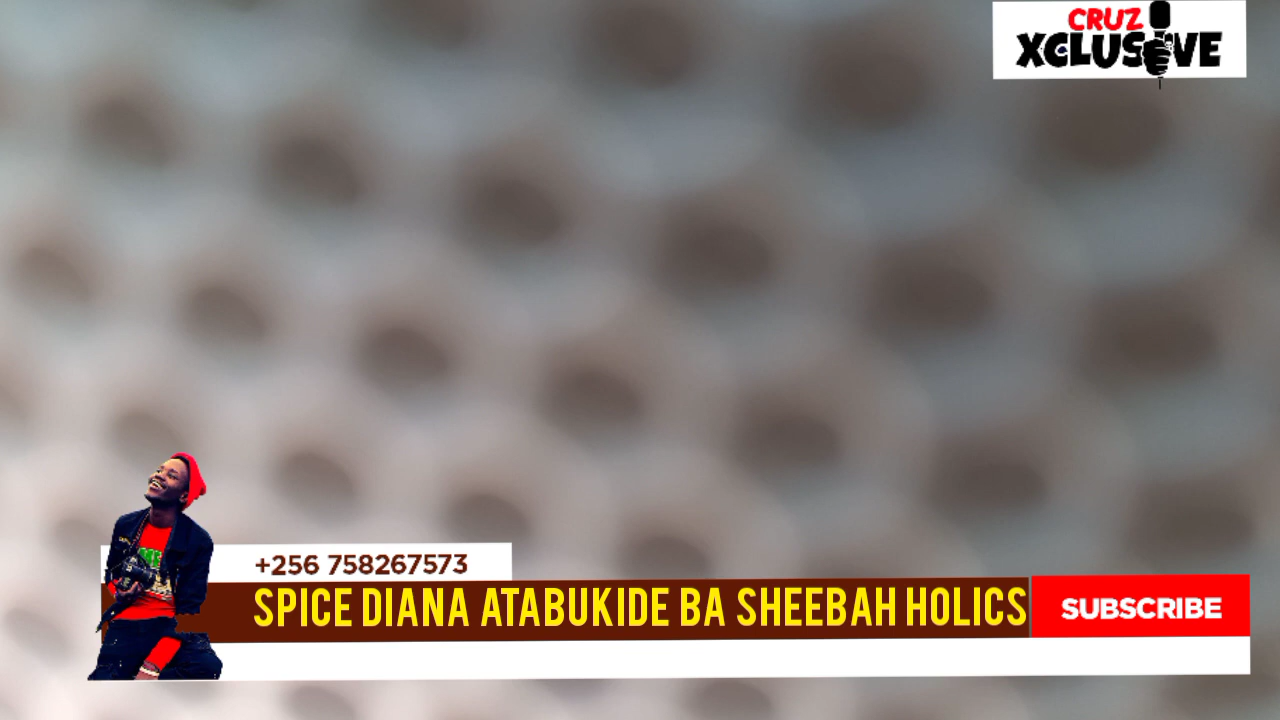 CRUZ
XCLUSIVE
+256 758267573
SPICE DIANA ATABUKIDE BA SHEEBAH HOLICS
SUBSCRIBE